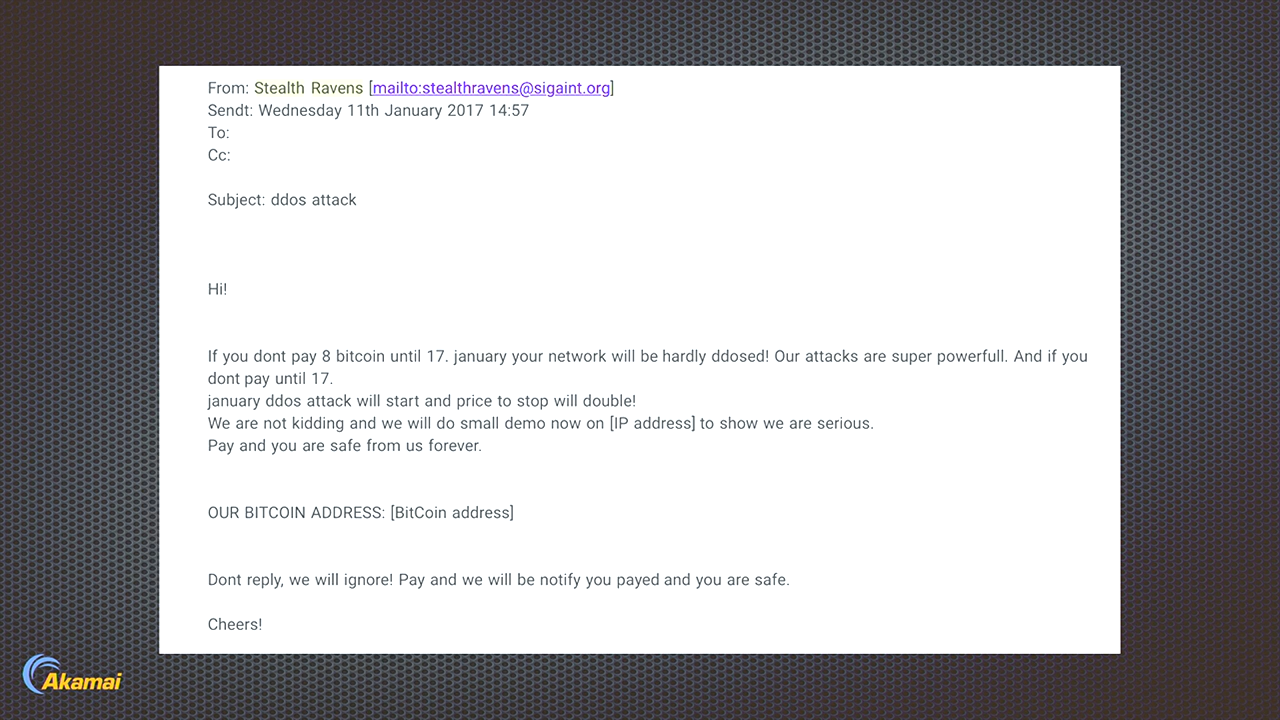 From: Stealth Ravens [mailto:stealthravens@sigaint.org]
Sendt: Wednesday 11th January 2017 14:57
To:
Cc:
Subject: ddos attack
Hi!
If you dont pay 8 bitcoin until 17. january your network will be hardly ddosed! Our attacks are super powerfull. And if you
dont pay until 17.
january ddos attack will start and price to stop will double!
We are not kidding and we will do small demo now on [IP address] to show we are serious.
Pay and you are safe from us forever.
OUR BITCOIN ADDRESS: [BitCoin address]
Dont reply, we will ignore! Pay and we will be notify you payed and you are safe.
Cheers!
Akamai